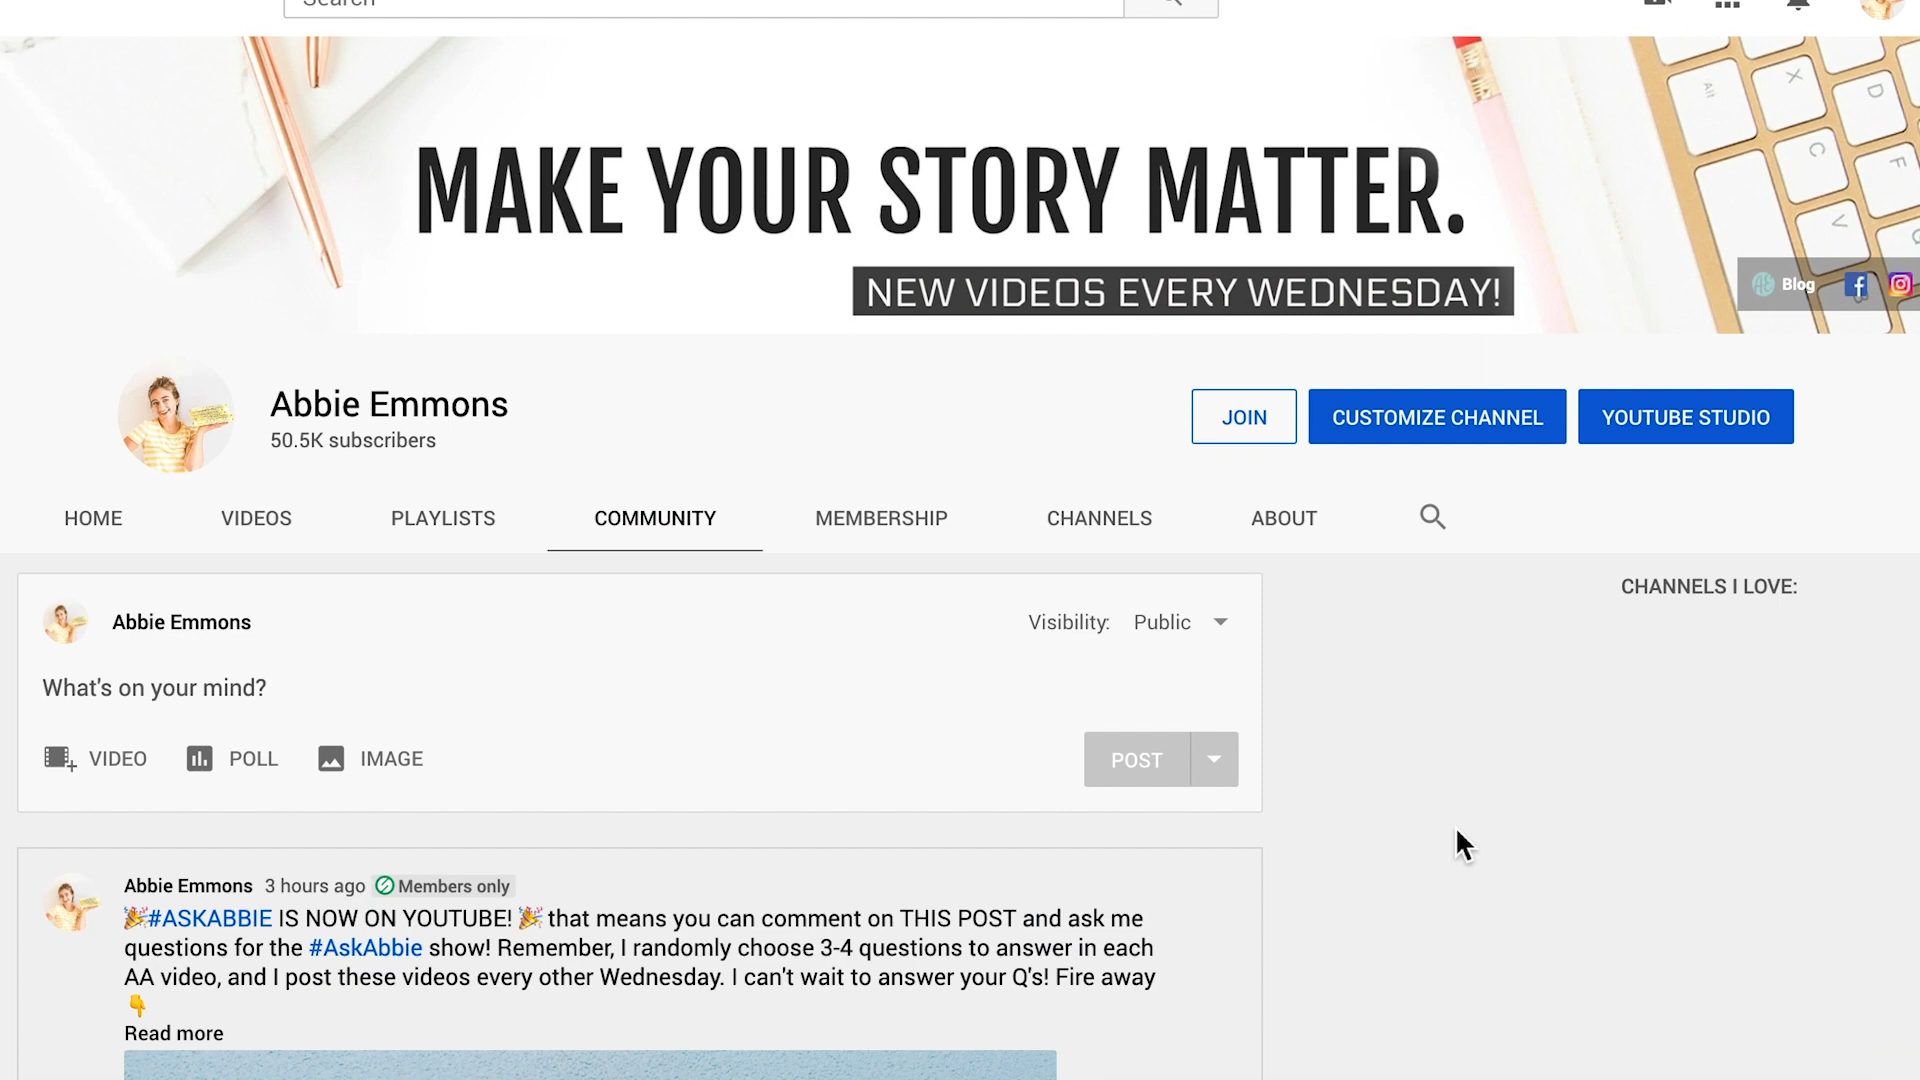 Search
MAKE YOUR STORY MATTER.
NEW VIDEOS EVERY WEDNESDAY!
Blog
Abbie Emmons
50.5K subscribers
JOIN
CUSTOMIZE CHANNEL
YOUTUBE STUDIO
HOME VIDEOS PLAYLISTS COMMUNITY MEMBERSHIP CHANNELS ABOUT
CHANNELS I LOVE:
Abbie Emmons
Visibility: Public
What's on your mind?
VIDEO POLL IMAGE
POST
Abbie Emmons 3 hours ago Members only
🎉#ASKABBIE IS NOW ON YOUTUBE! 🎉 that means you can comment on THIS POST and ask me
questions for the #AskAbbie show! Remember, I randomly choose 3-4 questions to answer in each
AA video, and I post these videos every other Wednesday. I can't wait to answer your Q's! Fire away
👇
Read more
Alt X D C F V